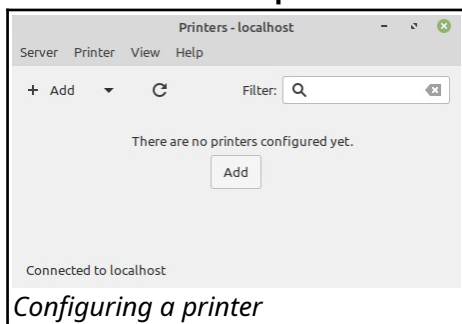 Printers - localhost
Server Printer View Help
+ Add Filter:
There are no printers configured yet.
Add
Connected to localhost
Configuring a printer